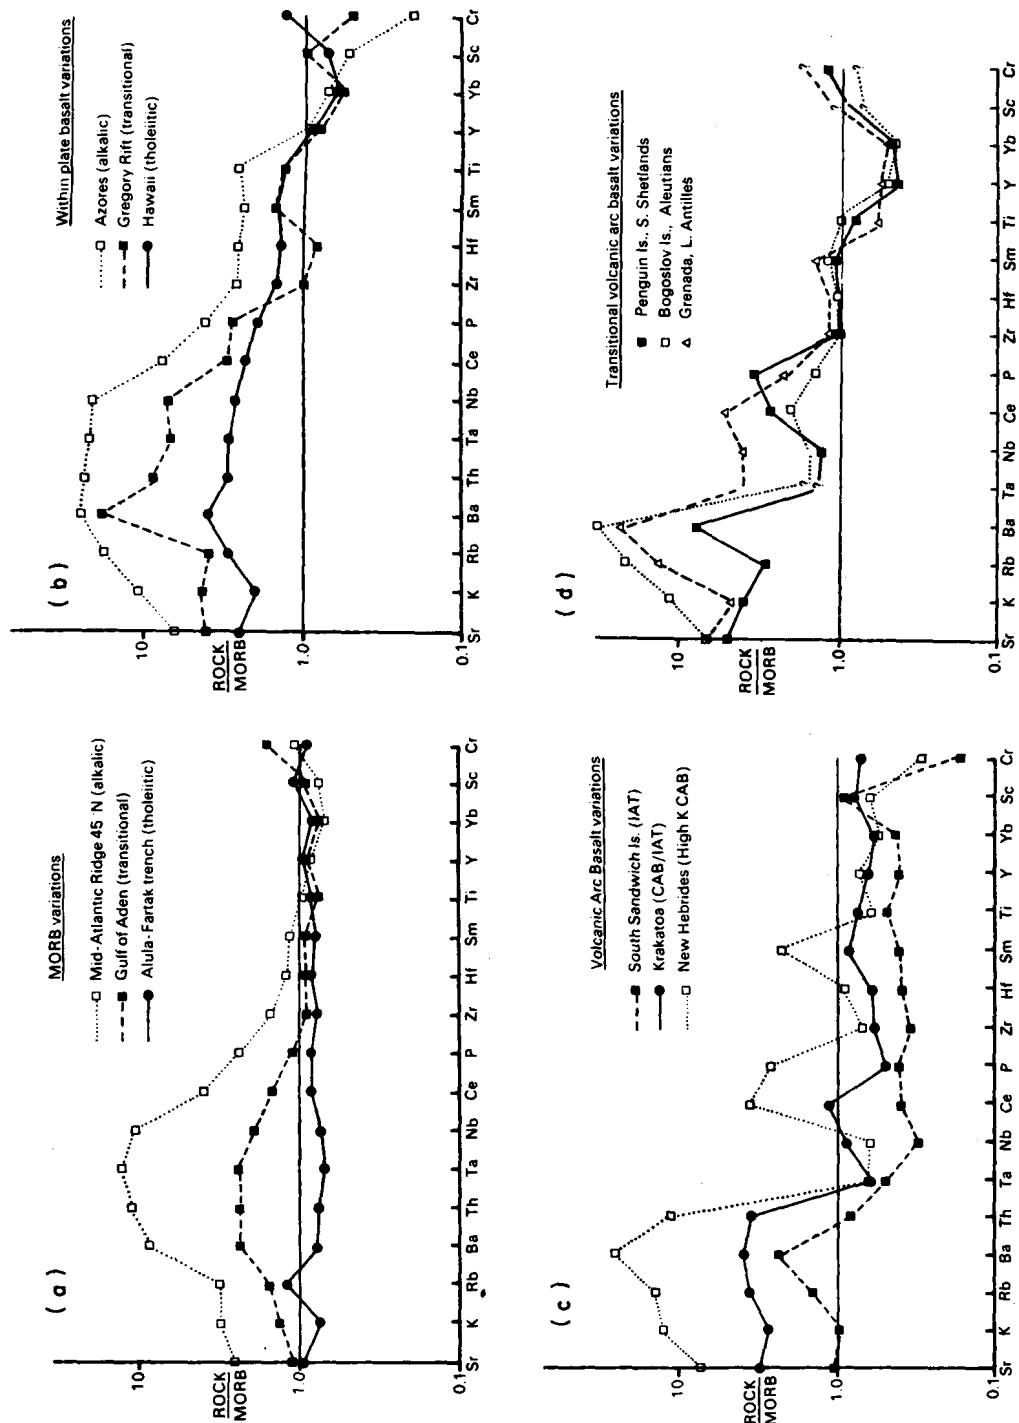 (a)
MORB variations
Mid-Atlantic Ridge 45°N (alkalic)
Gulf of Aden (transitional)
Alula-Fartak trench (tholeiitic)
10
ROCK
MORB
1.0
0.1
Sr K Rb Ba Th Ta Nb Ce P Zr Hf Sm Ti Y Yb Sc Cr
(b)
Within plate basalt variations
Azores (alkalic)
Gregory Rift (transitional)
Hawaii (tholeiitic)
10
ROCK
MORB
1.0
0.1
Sr K Rb Ba Th Ta Nb Ce P Zr Hf Sm Ti Y Yb Sc Cr
(c)
Volcanic Arc Basalt variations
South Sandwich Is. (IAT)
Krakatoa (CAB/IAT)
New Hebrides (High K CAB)
10
ROCK
MORB
1.0
0.1
Sr K Rb Ba Th Ta Nb Ce P Zr Hf Sm Ti Y Yb Sc Cr
(d)
Transitional volcanic arc basalt variations
Penguin Is., S. Shetlands
Bogoslov Is., Aleutians
Grenada, L. Antilles
10
ROCK
MORB
1.0
0.1
Sr K Rb Ba Ta Nb Ce P Zr Hf Sm Ti Y Yb Sc Cr